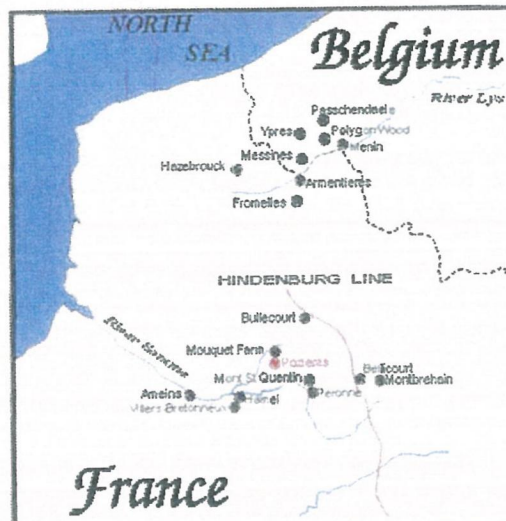 NORTH
SEA
Belgium
Passchendaele
River Lys
Ypres
Polygon Wood
Menin
Messines
Hazebrouck
Armentieres
Fromelles
HINDENBURG LINE
Bullecourt
River Somme
Mouquet Farm
Pozieres
Mont St Quentin
Bellicourt
Montbrehain
Peronne
Ameins
Hamel
Villers Bretonneux
France